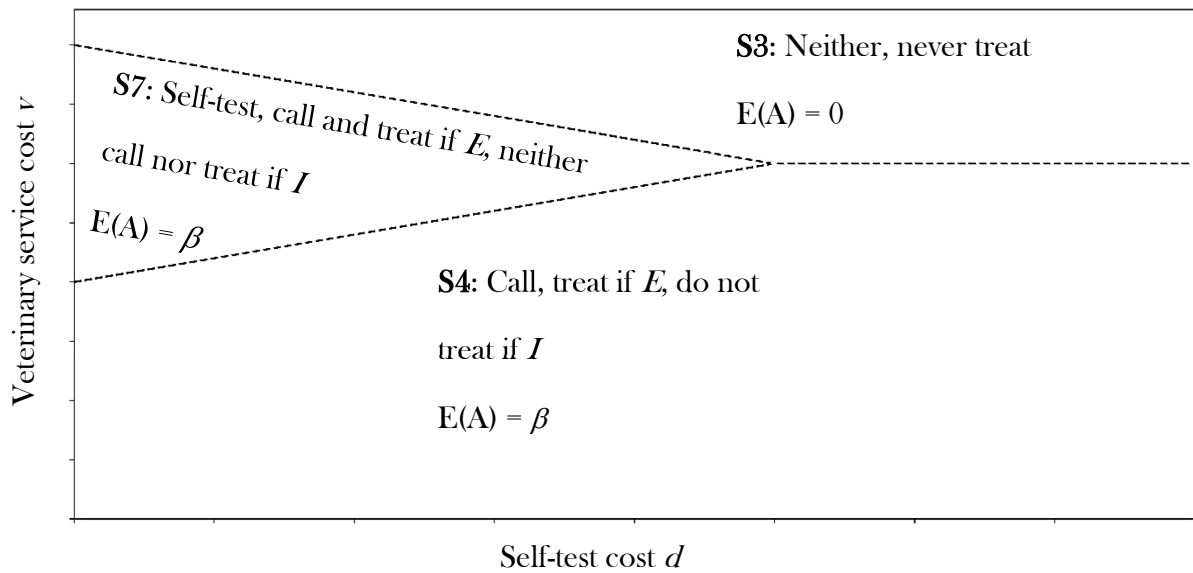 S3: Neither, never treat
E(A) = 0
S7: Self-test, call and treat if E, neither
call nor treat if I
E(A) = β
S4: Call, treat if E, do not
treat if I
E(A) = β
Veterinary service cost v
Self-test cost d